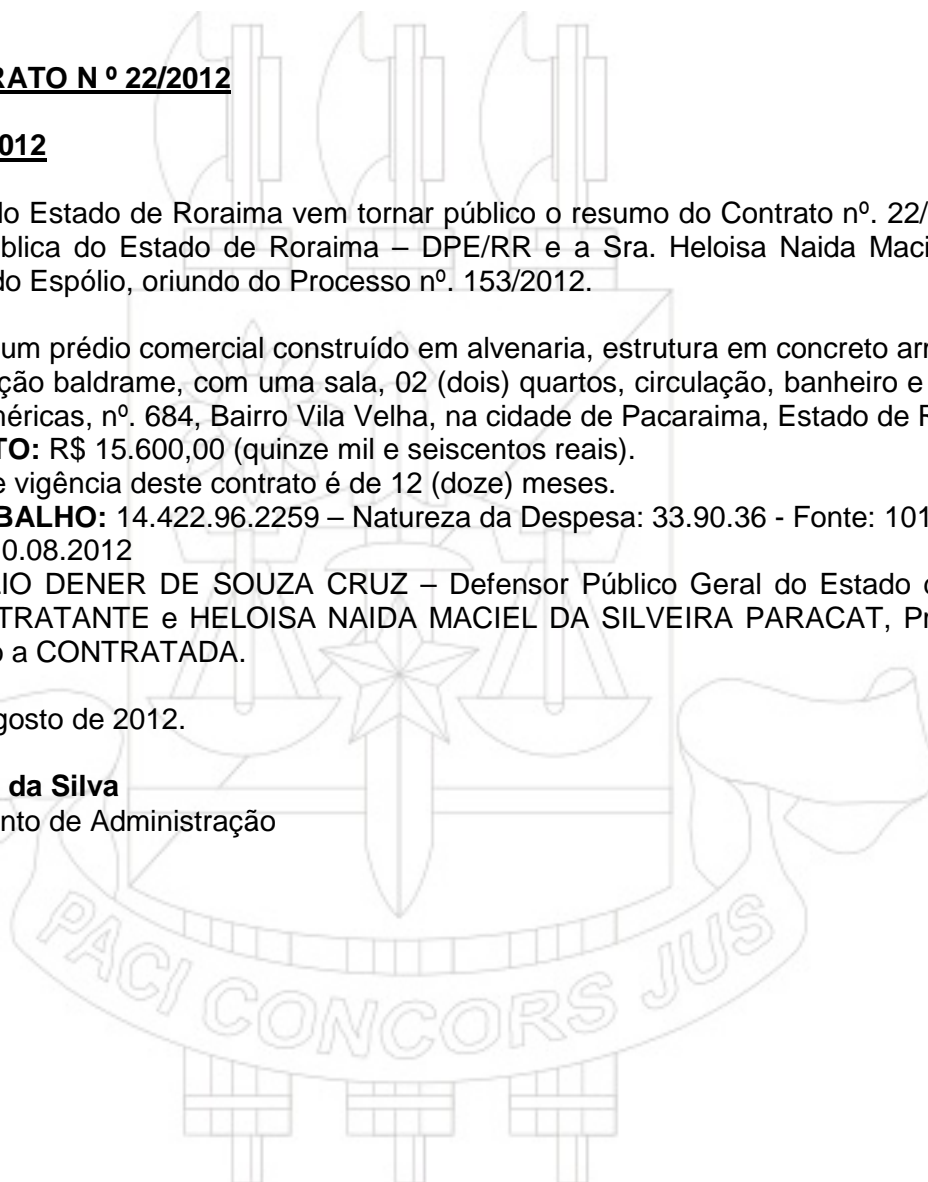 RATO N º 22/2012
012
do Estado de Roraima vem tornar público o resumo do Contrato nº. 22/
ública do Estado de Roraima – DPE/RR e a Sra. Heloisa Naida Maci
do Espólio, oriundo do Processo nº. 153/2012.
um prédio comercial construído em alvenaria, estrutura em concreto arr
ção baldrame, com uma sala, 02 (dois) quartos, circulação, banheiro e
méricas, nº. 684, Bairro Vila Velha, na cidade de Pacaraima, Estado de R
TO: R$ 15.600,00 (quinze mil e seiscentos reais).
e vigência deste contrato é de 12 (doze) meses.
BALHO: 14.422.96.2259 – Natureza da Despesa: 33.90.36 - Fonte: 101
0.08.2012
LIO DENER DE SOUZA CRUZ – Defensor Público Geral do Estado d
TRATANTE e HELOISA NAIDA MACIEL DA SILVEIRA PARACAT, Pr
o a CONTRATADA.
gosto de 2012.
da Silva
nto de Administração
PACI CONCORS JUS